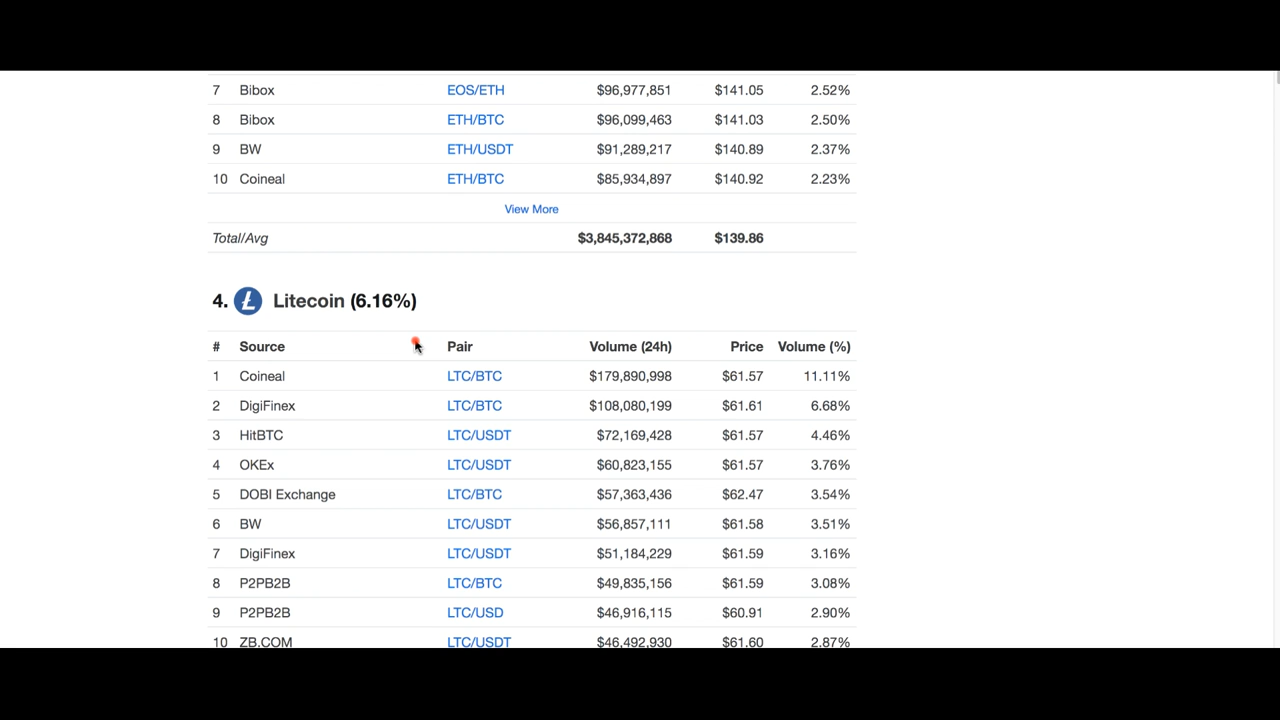 7 Bibox EOS/ETH $96,977,851 $141.05 2.52%
8 Bibox ETH/BTC $96,099,463 $141.03 2.50%
9 BW ETH/USDT $91,289,217 $140.89 2.37%
10 Coineal ETH/BTC $85,934,897 $140.92 2.23%
View More
Total/Avg $3,845,372,868 $139.86
4. Litecoin (6.16%)
# Source Pair Volume (24h) Price Volume (%)
1 Coineal LTC/BTC $179,890,998 $61.57 11.11%
2 DigiFinex LTC/BTC $108,080,199 $61.61 6.68%
3 HitBTC LTC/USDT $72,169,428 $61.57 4.46%
4 OKEx LTC/USDT $60,823,155 $61.57 3.76%
5 DOBI Exchange LTC/BTC $57,363,436 $62.47 3.54%
6 BW LTC/USDT $56,857,111 $61.58 3.51%
7 DigiFinex LTC/USDT $51,184,229 $61.59 3.16%
8 P2PB2B LTC/BTC $49,835,156 $61.59 3.08%
9 P2PB2B LTC/USD $46,916,115 $60.91 2.90%
10 ZB.COM LTC/USDT $46,492,930 $61.60 2.87%